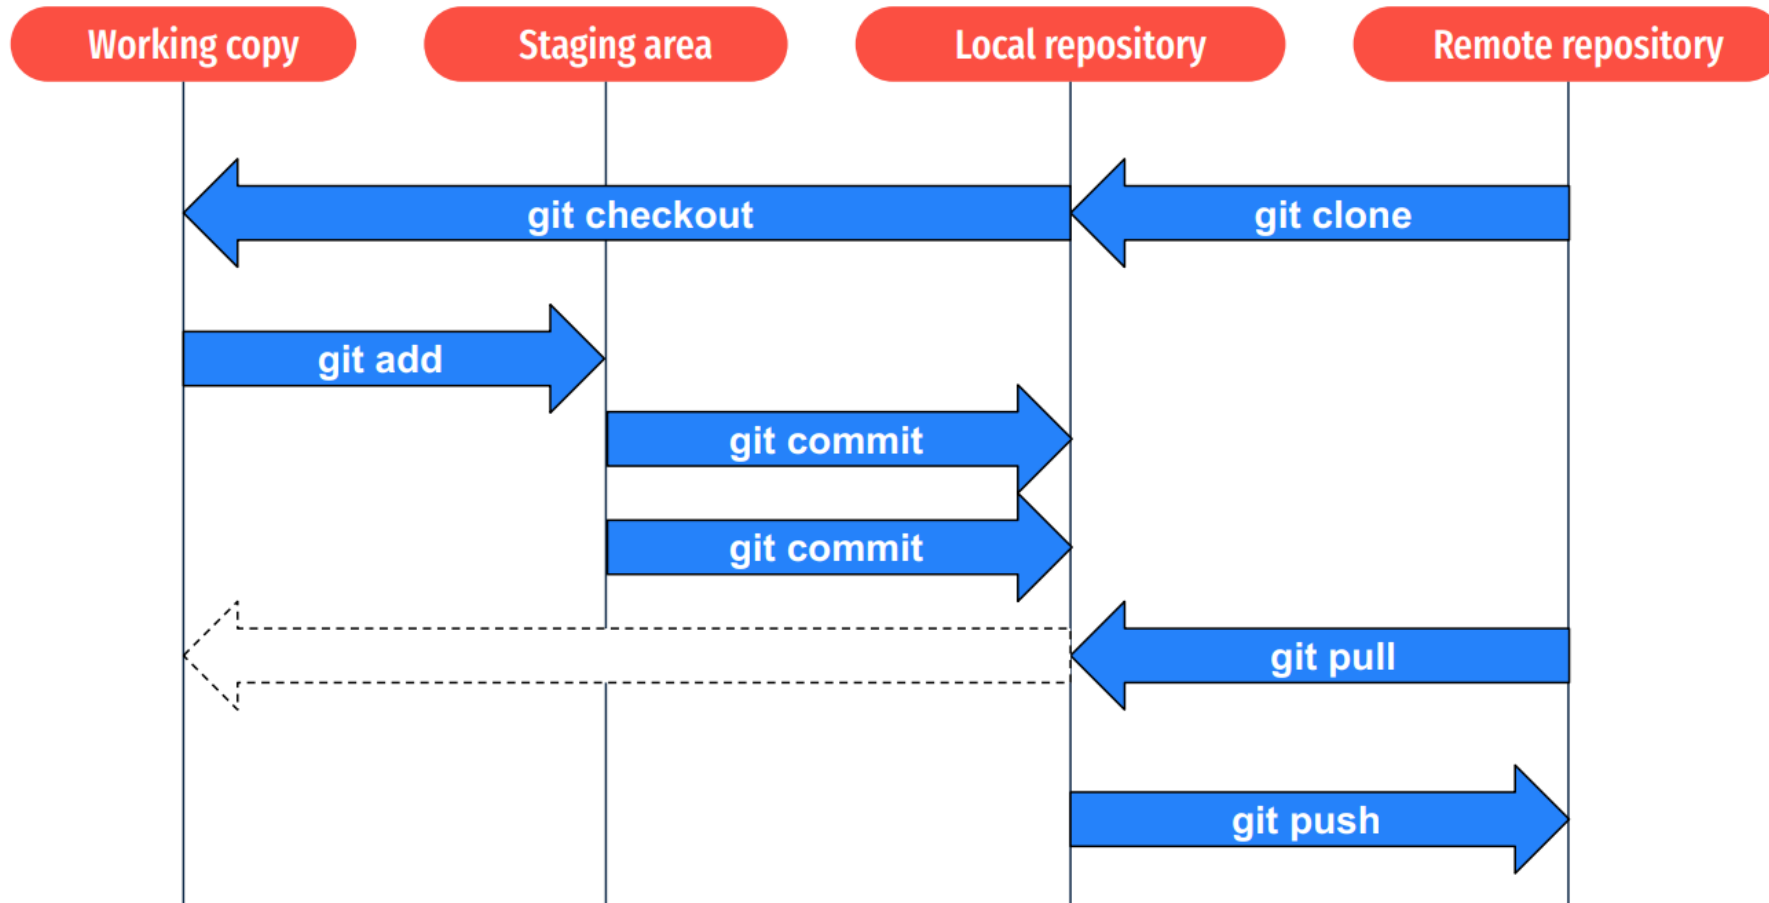 Working copy
Staging area
Local repository
Remote repository
git checkout
git clone
git add
git commit
git commit
git pull
git push